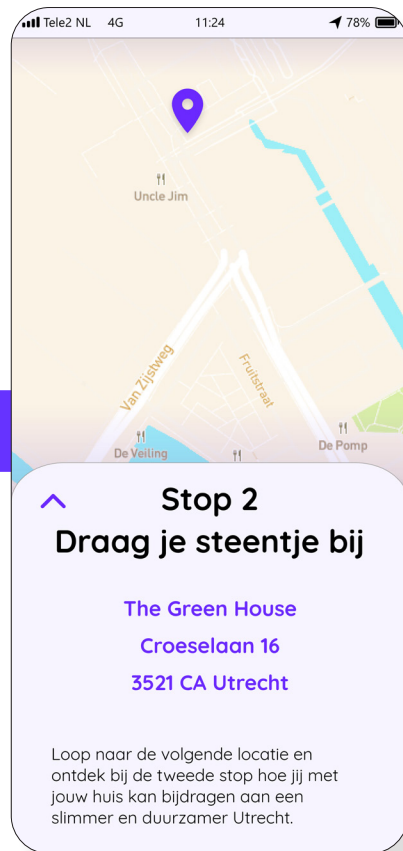 Tele2 NL 4G 11:24 78%
Uncle Jim
Van Zijstweg
Fruitstraat
De Veiling
De Pomp
Stop 2
Draag je steentje bij
The Green House
Croeselaan 16
3521 CA Utrecht
Loop naar de volgende locatie en
ontdek bij de tweede stop hoe jij met
jouw huis kan bijdragen aan een
slimmer en duurzamer Utrecht.